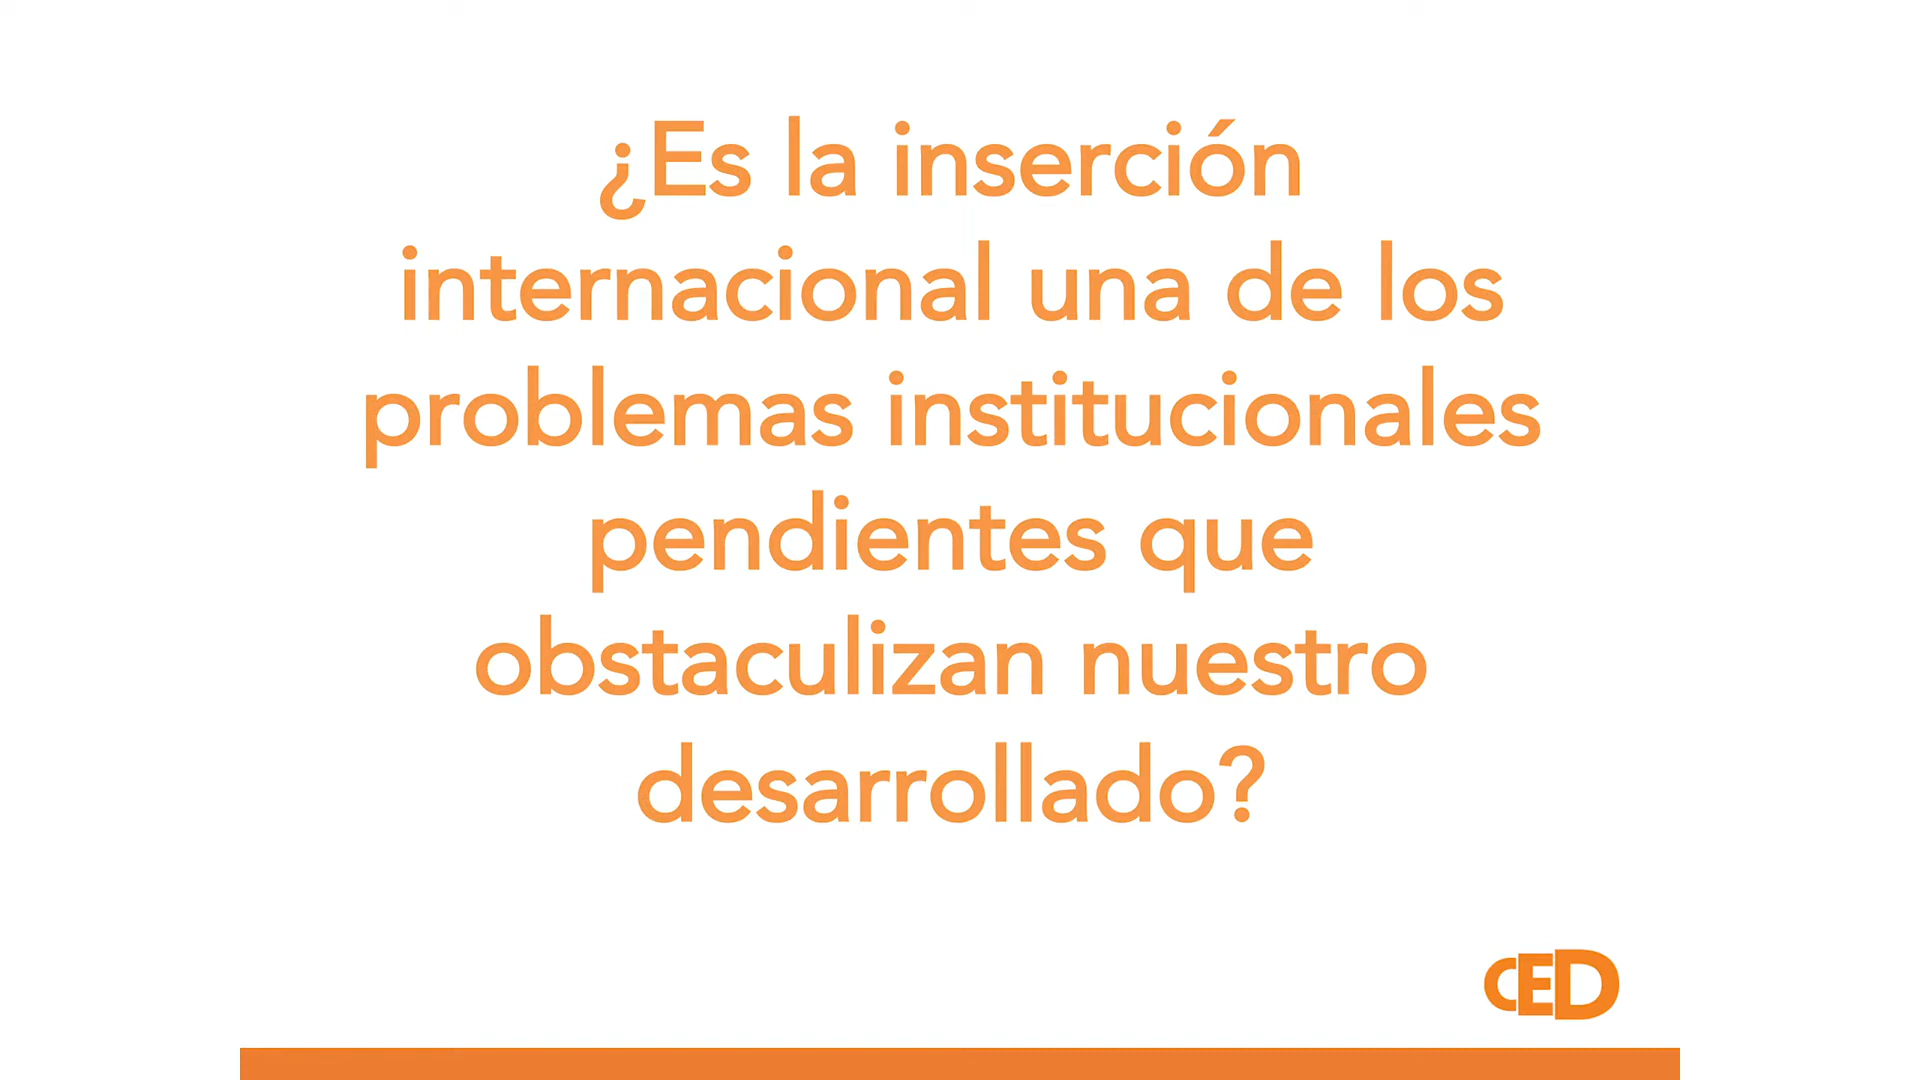 ¿Es la inserción
internacional una de los
problemas institucionales
pendientes que
obstaculizan nuestro
desarrollado?
CED